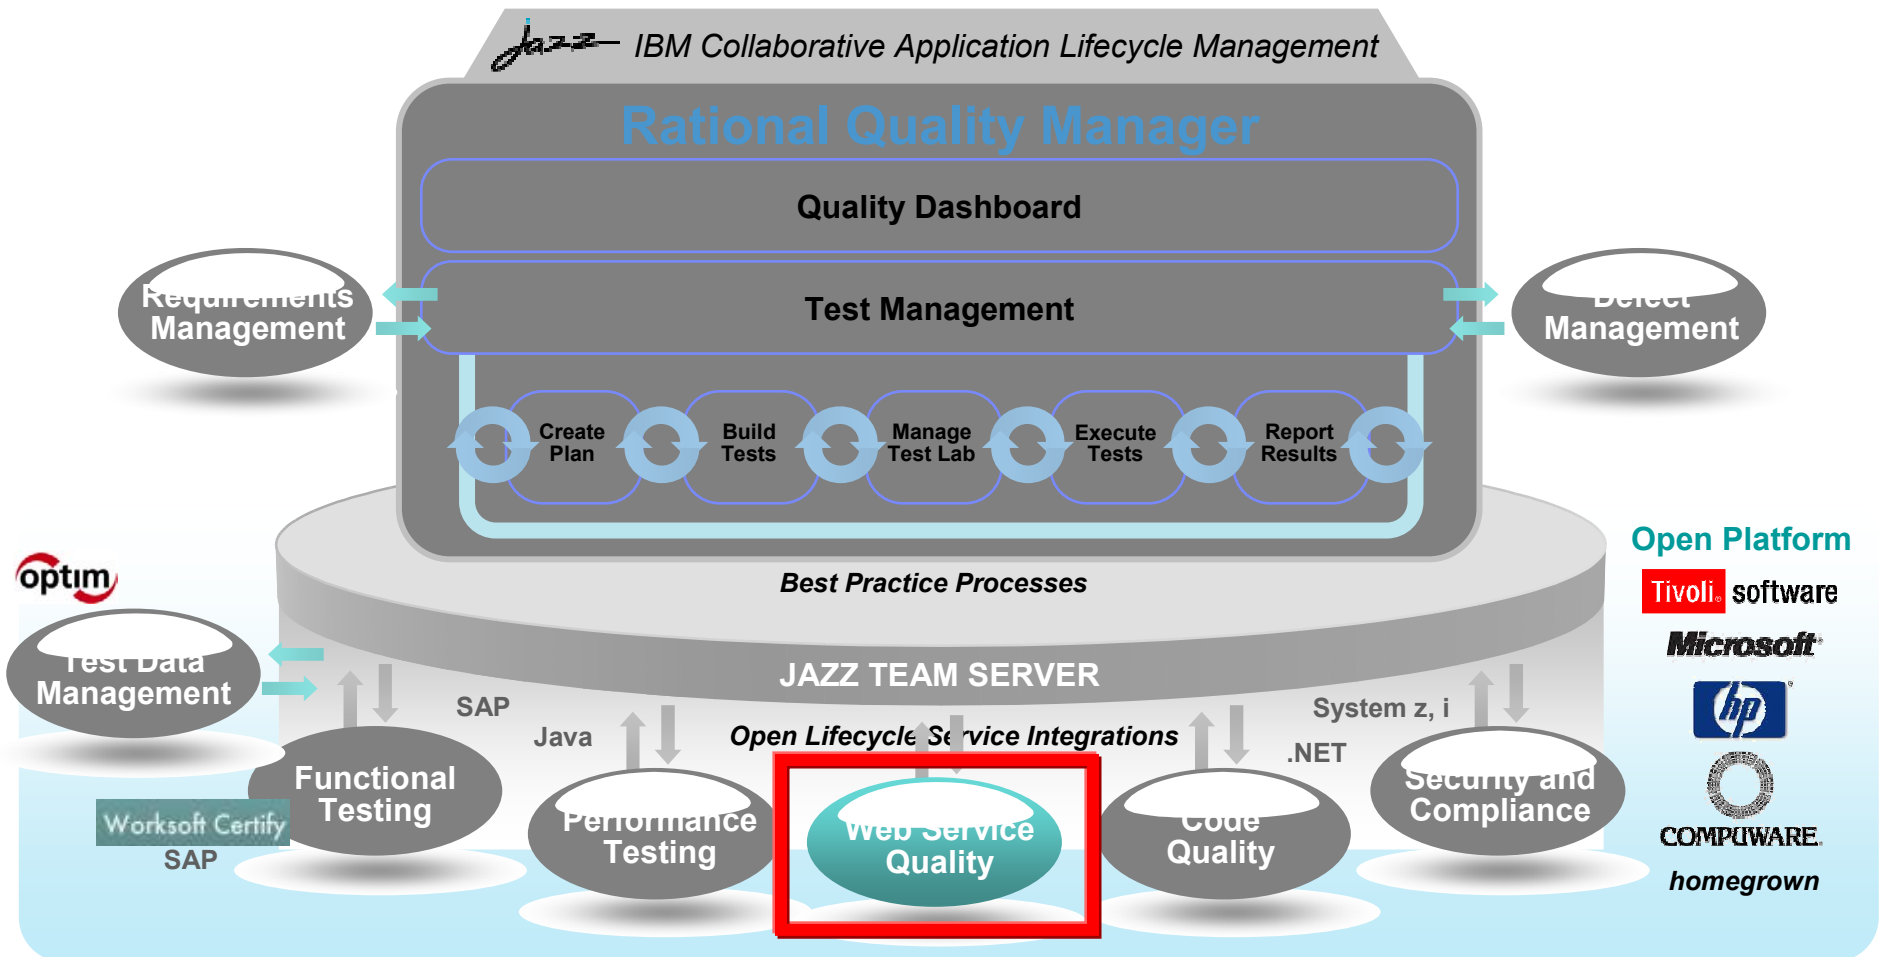 Jazz IBM Collaborative Application Lifecycle Management
Rational Quality Manager
Quality Dashboard
Test Management
Requirements
Management
Defect
Management
Create
Plan
Build
Tests
Manage
Test Lab
Execute
Tests
Report
Results
Best Practice Processes
JAZZ TEAM SERVER
Open Lifecycle Service Integrations
optim
Test Data
Management
SAP
Java
System z, i
.NET
Functional
Testing
Worksoft Certify
SAP
Performance
Testing
Web Service
Quality
Code
Quality
Security and
Compliance
Open Platform
Tivoli® software
Microsoft®
hp®
COMPUWARE.
homegrown